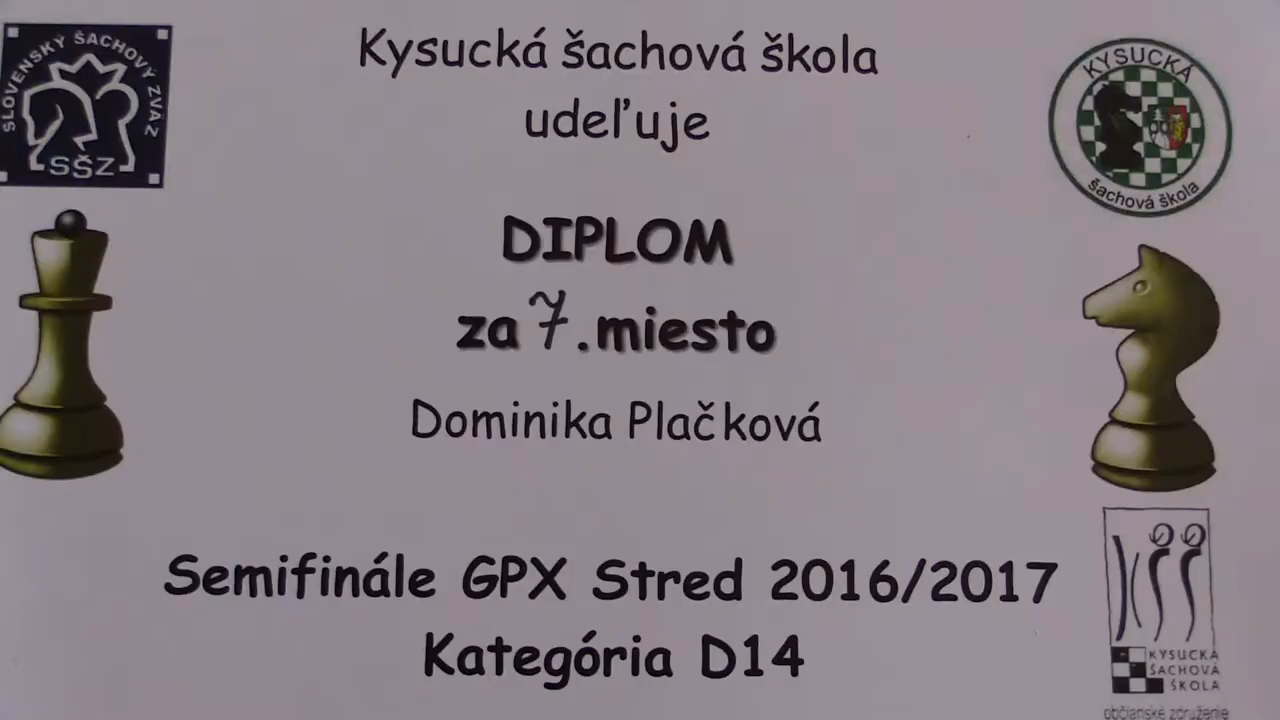 SLOVENSKÝ ŠACHOVÝ ZVÄZ
SŠZ
Kysucká šachová škola
udeľuje
KYSUCKÁ
šachová škola
DIPLOM
za 7. miesto
Dominika Plačková
Semifinále GPX Stred 2016/2017
Kategória D14
KYSUCKÁ
ŠACHOVÁ
ŠKOLA
občianske združenie